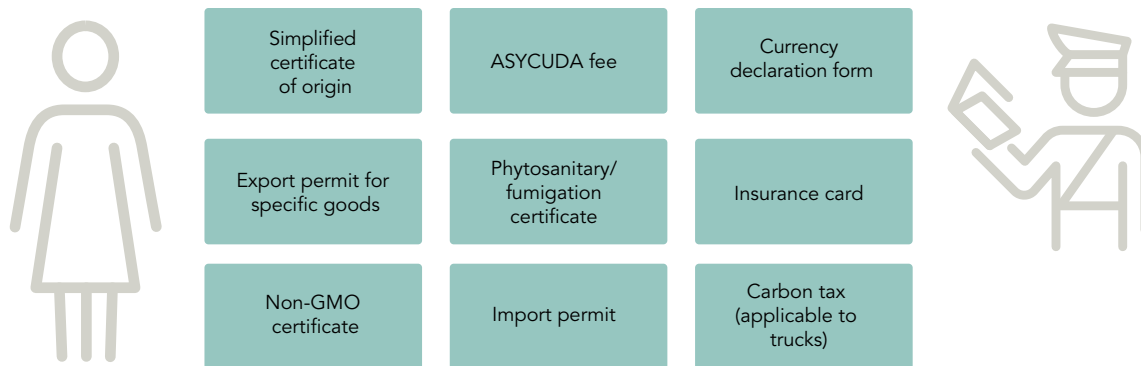 Simplified
certificate
of origin
ASYCUDA fee
Currency
declaration form
Export permit for
specific goods
Phytosanitary/
fumigation
certificate
Insurance card
Non-GMO
certificate
Import permit
Carbon tax
(applicable to
trucks)